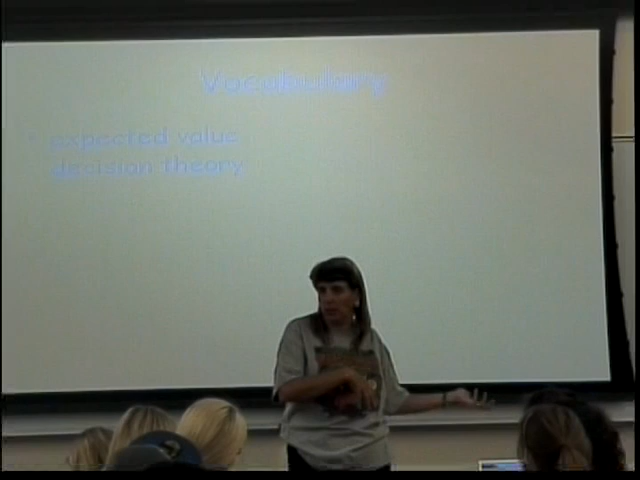 Vocabulary
• expected value
decision theory